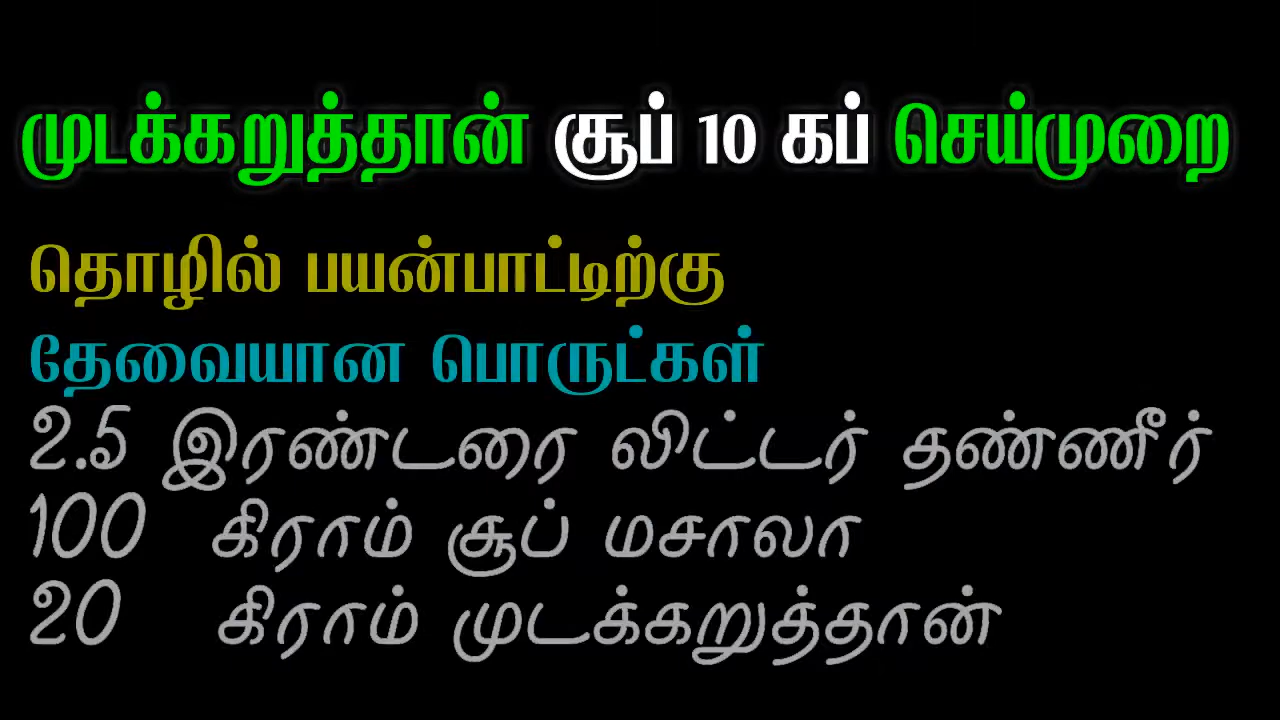 முடக்கறுத்தான் சூப் 10 கப் செய்முறை
தொழில் பயன்பாட்டிற்கு
தேவையான பொருட்கள்
2.5 இரண்டரை லிட்டர் தண்ணீர்
100 கிராம் சூப் மசாலா
20 கிராம் முடக்கறுத்தான்